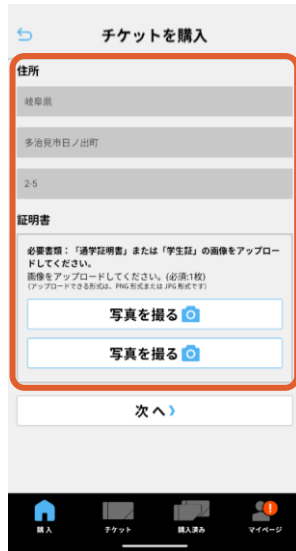 チケットを購入
住所
岐阜県
多治見市日ノ出町
2-5
証明書
必要書類:「通学証明書」または「学生証」の画像をアップロー
ドしてください。
画像をアップロードしてください。(必須:1枚)
(アップロードできる形式は、PNG形式または JPG形式です)
写真を撮る
写真を撮る
次へ
購入 チケット 購入済み マイページ